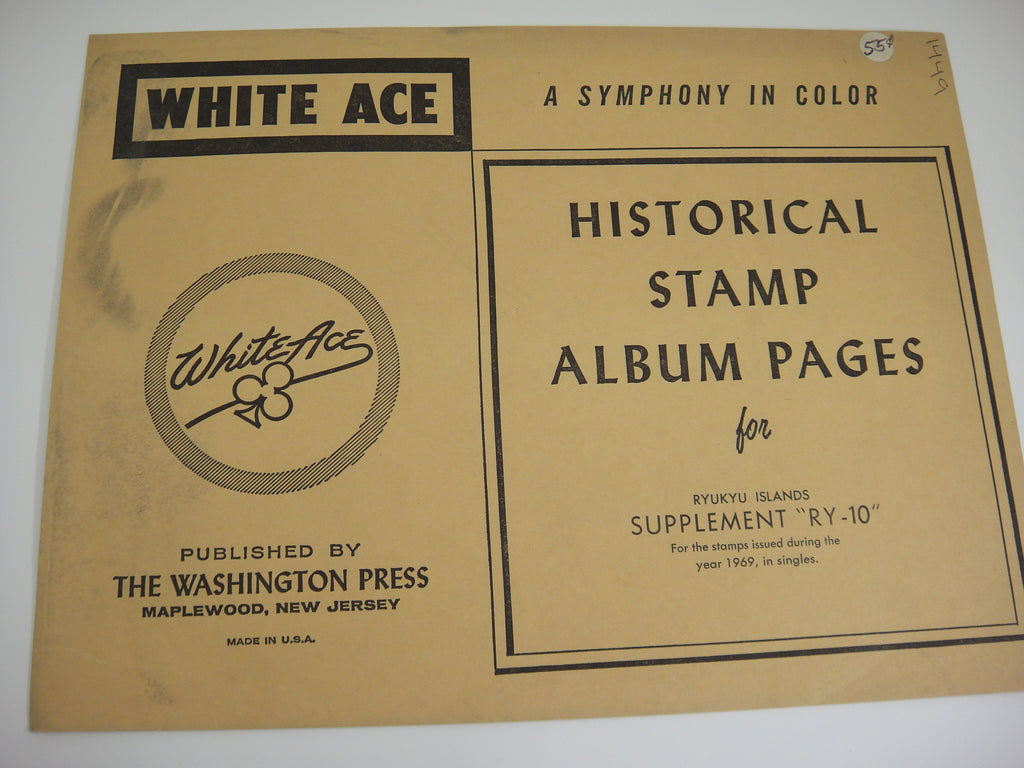 WHITE ACE
A SYMPHONY IN COLOR
55¢
1449
White Ace
PUBLISHED BY
THE WASHINGTON PRESS
MAPLEWOOD, NEW JERSEY
MADE IN U.S.A.
HISTORICAL
STAMP
ALBUM PAGES
for
RYUKYU ISLANDS
SUPPLEMENT "RY-10"
For the stamps issued during the
year 1969, in singles.